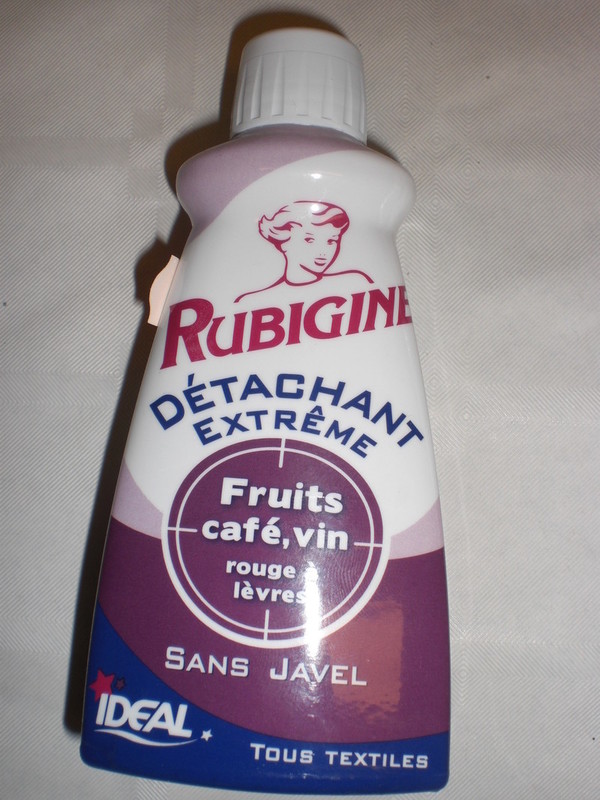 RUBIGINE
DÉTACHANT
EXTRÊME
Fruits
café, vin
rouge à
lèvres
SANS JAVEL
IDEAL
TOUS TEXTILES